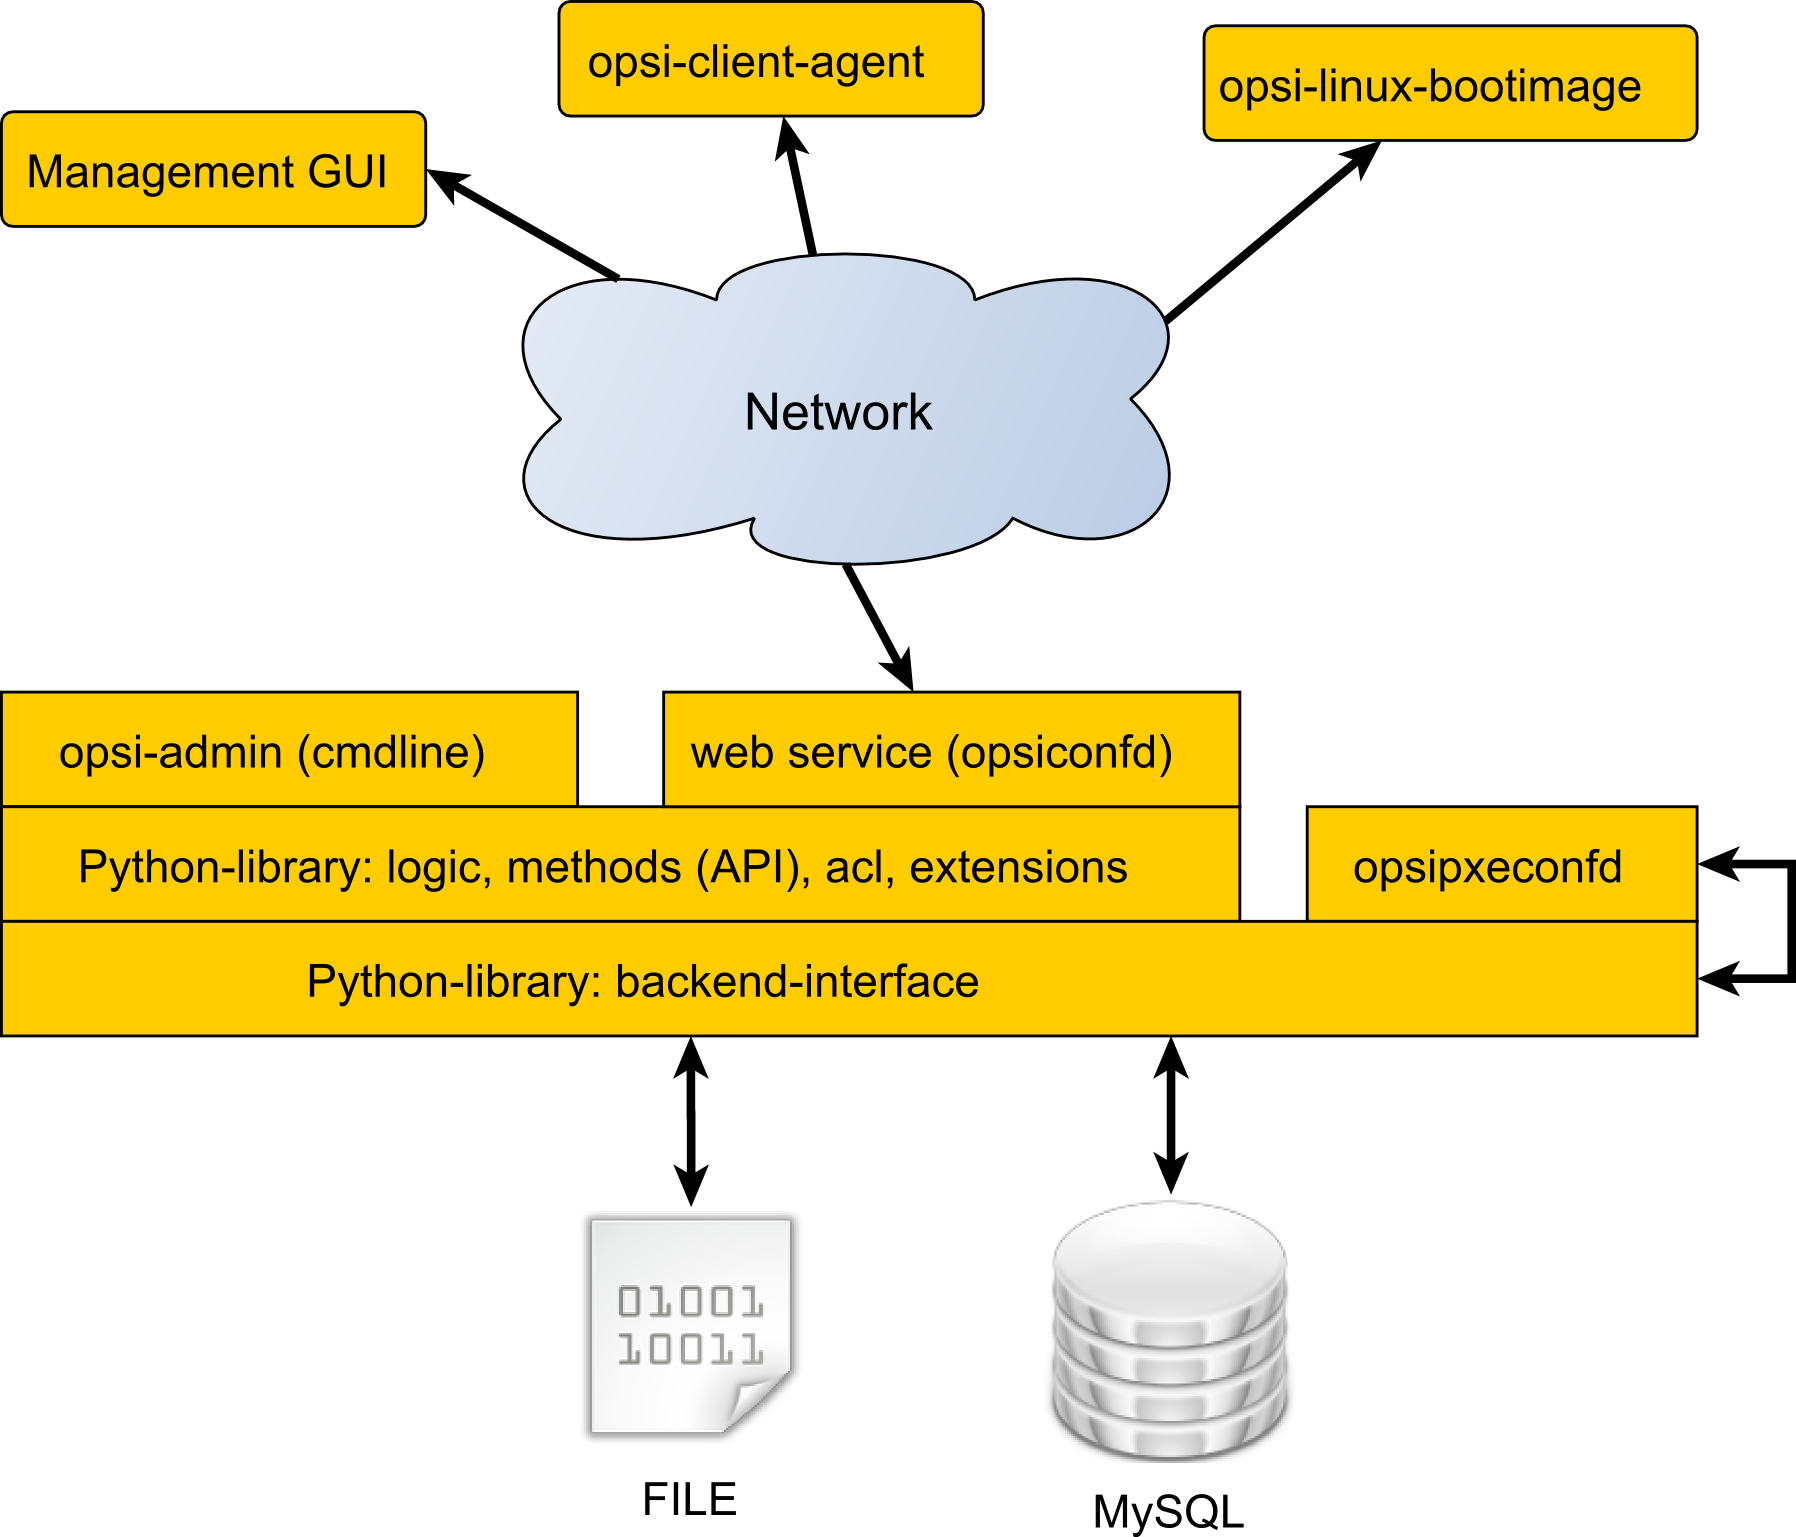 opsi-client-agent
opsi-linux-bootimage
Management GUI
Network
opsi-admin (cmdline)
web service (opsiconfd)
Python-library: logic, methods (API), acl, extensions
opsipxeconfd
Python-library: backend-interface
01001
10011
FILE
MySQL